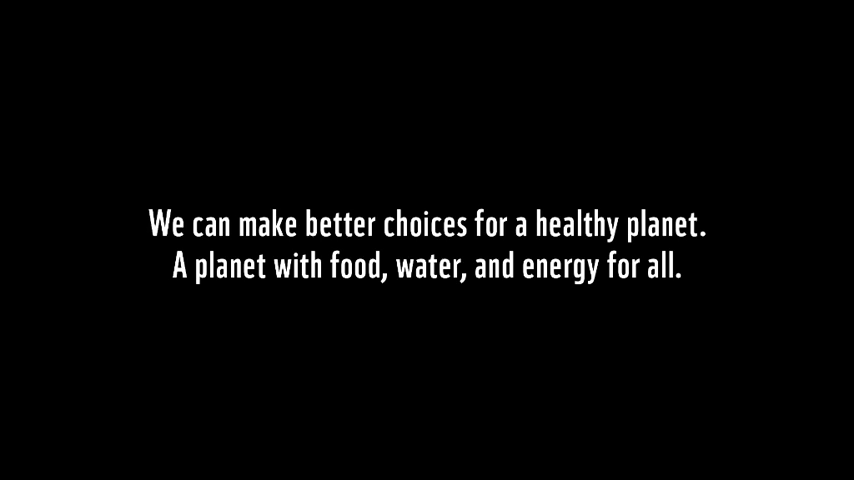 We can make better choices for a healthy planet.
A planet with food, water, and energy for all.